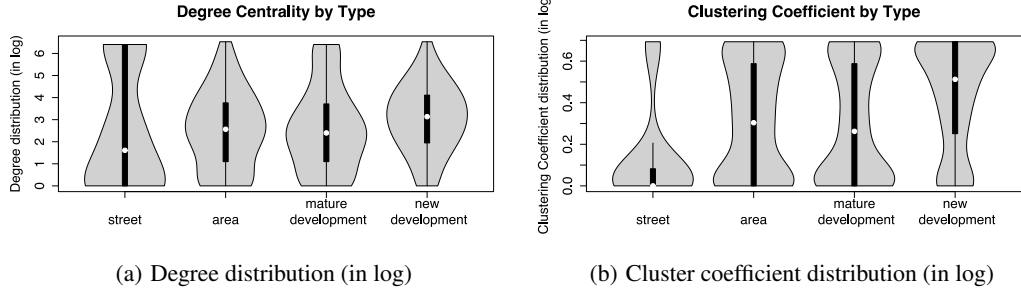 Degree Centrality by Type
Degree distribution (in log)
6
5
4
3
2
1
0
street
area
mature
development
new
development
(a) Degree distribution (in log)
Clustering Coefficient by Type
Clustering Coefficient distribution (in log)
0.6
0.4
0.2
0.0
street
area
mature
development
new
development
(b) Cluster coefficient distribution (in log)